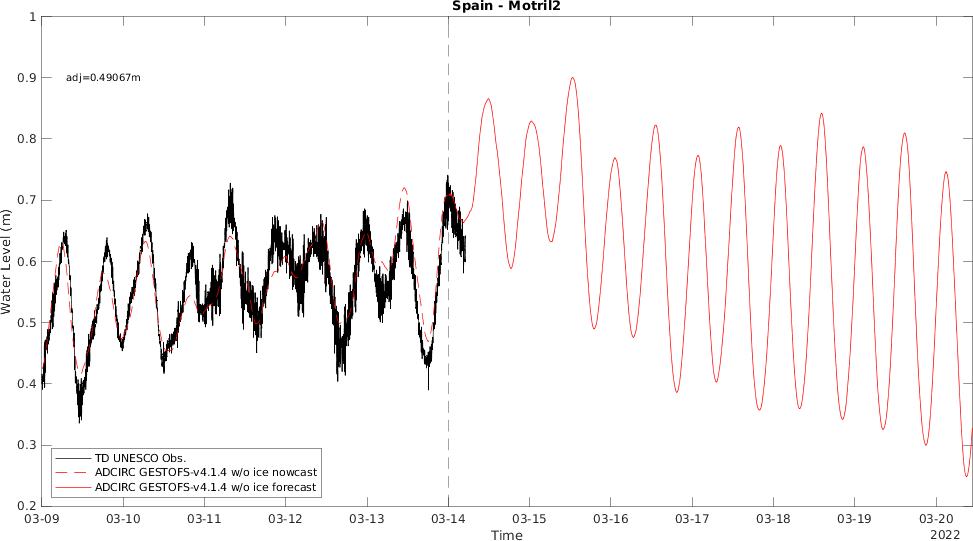 Spain - Motril2
1
0.9
0.8
0.7
0.6
0.5
0.4
0.3
0.2
Water Level (m)
adj=0.49067m
TD UNESCO Obs.
ADCIRC GESTOFS-v4.1.4 w/o ice nowcast
ADCIRC GESTOFS-v4.1.4 w/o ice forecast
03-09 03-10 03-11 03-12 03-13 03-14 03-15 03-16 03-17 03-18 03-19 03-20
2022
Time